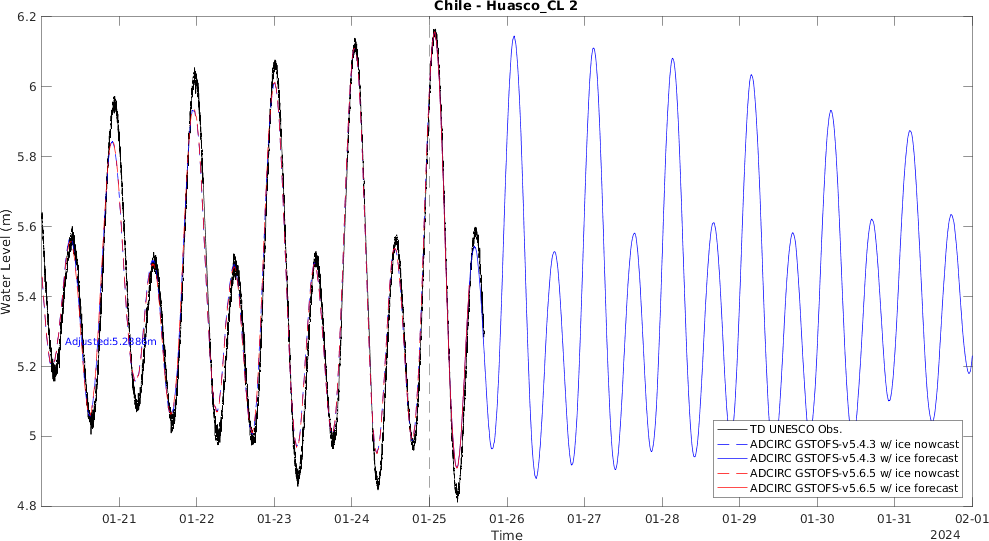 Chile - Huasco_CL 2
6.2
6
5.8
5.6
5.4
5.2
5
4.8
Water Level (m)
Adjusted:5.2386m
TD UNESCO Obs.
ADCIRC GSTOFS-v5.4.3 w/ ice nowcast
ADCIRC GSTOFS-v5.4.3 w/ ice forecast
ADCIRC GSTOFS-v5.6.5 w/ ice nowcast
ADCIRC GSTOFS-v5.6.5 w/ ice forecast
01-21 01-22 01-23 01-24 01-25 01-26 01-27 01-28 01-29 01-30 01-31 02-01
Time
2024